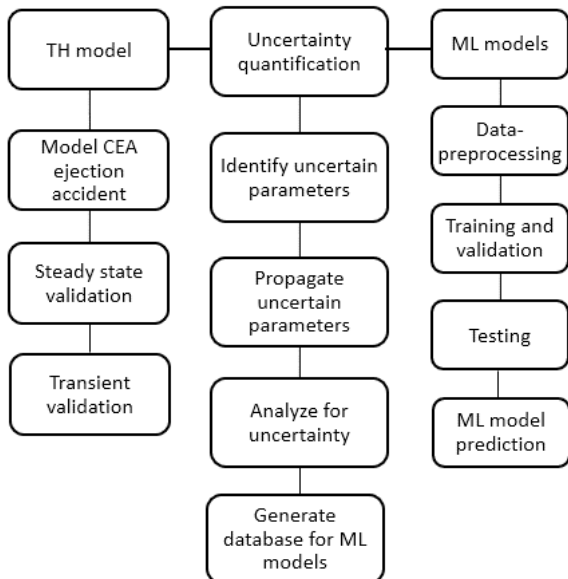 TH model
Uncertainty
quantification
ML models
Model CEA
ejection
accident
Steady state
validation
Transient
validation
Identify uncertain
parameters
Propagate
uncertain
parameters
Analyze for
uncertainty
Generate
database for ML
models
Data-
preprocessing
Training and
validation
Testing
ML model
prediction